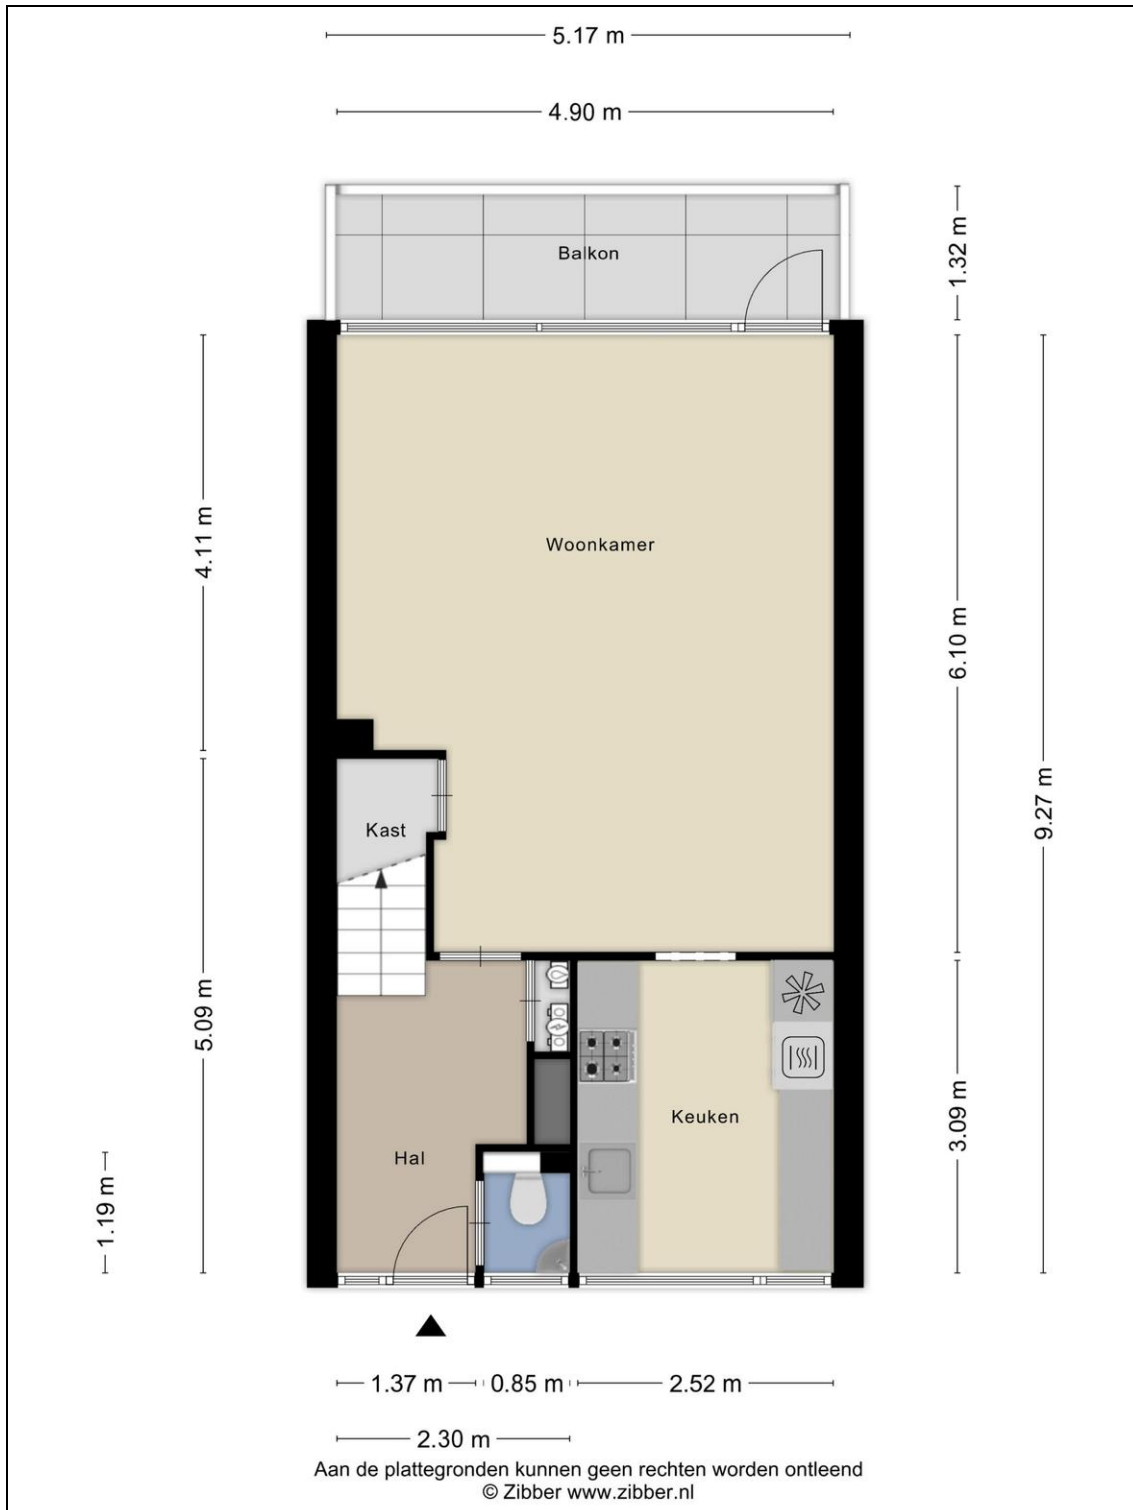 5.17 m
4.90 m
Balkon
1.32 m
4.11 m
Woonkamer
6.10 m
9.27 m
Kast
5.09 m
Keuken
3.09 m
Hal
1.19 m
1.37 m 0.85 m 2.52 m
2.30 m
Aan de plattegronden kunnen geen rechten worden ontleend
© Zibber www.zibber.nl